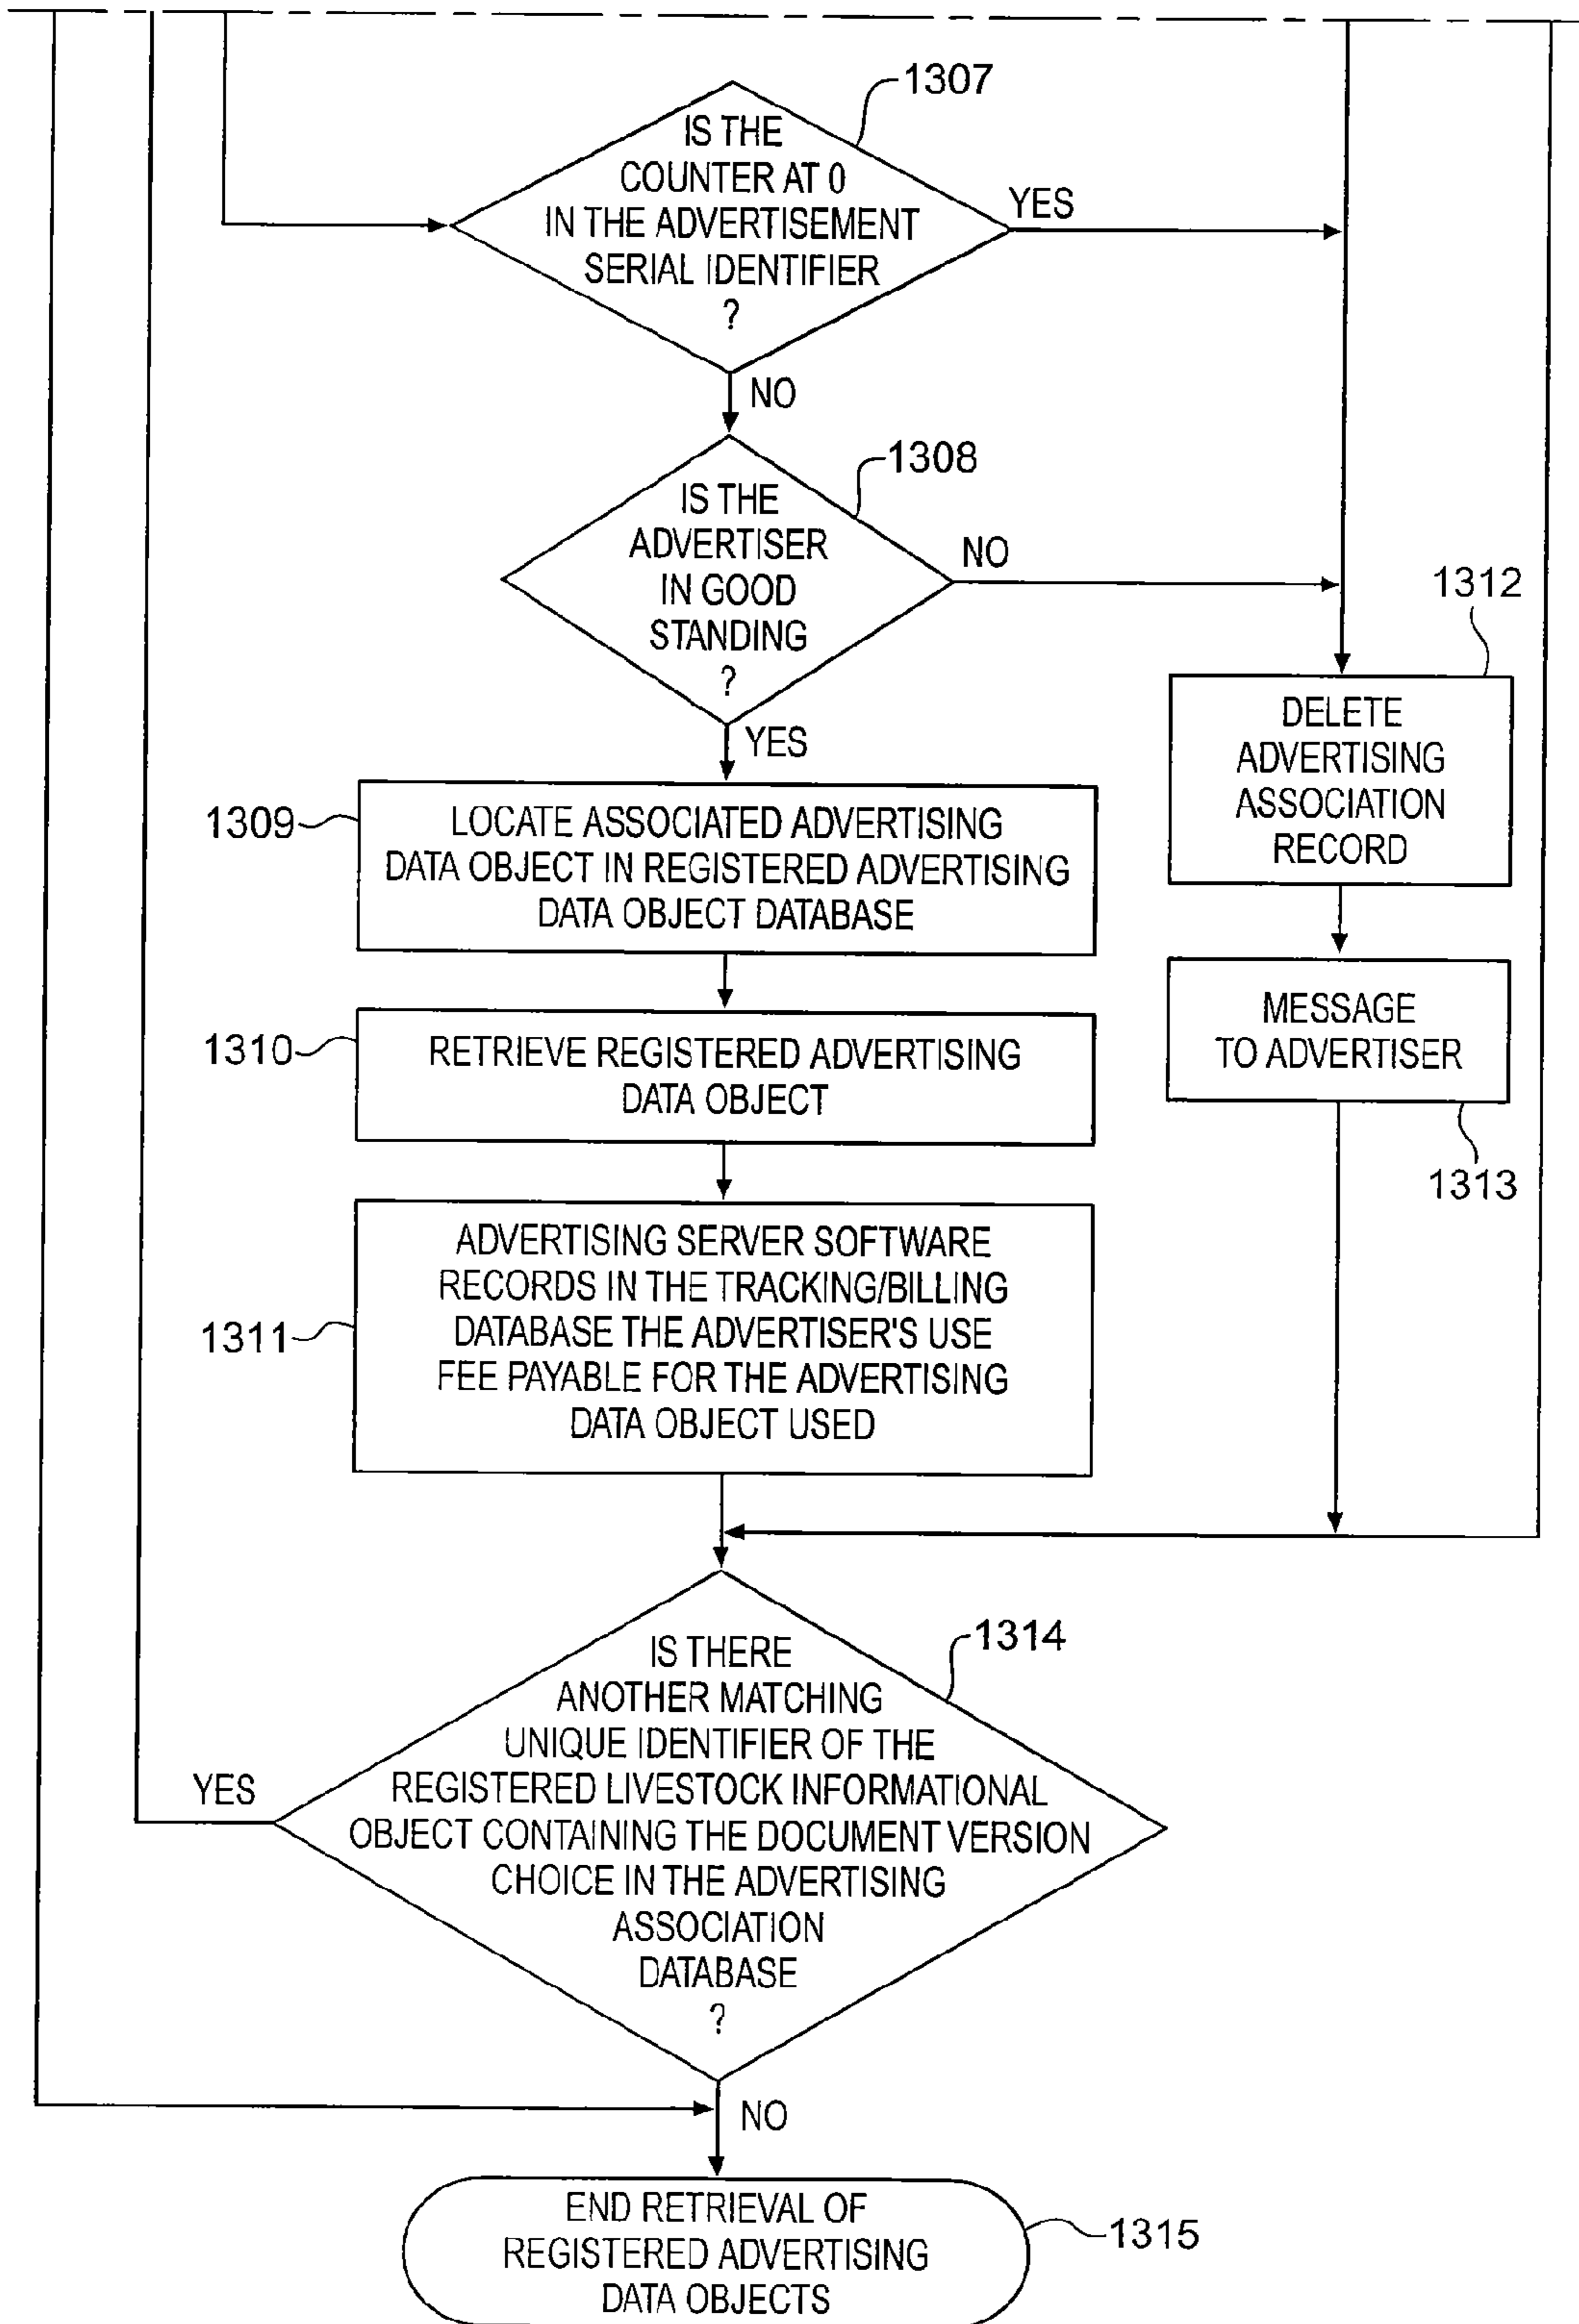 1307
IS THE
COUNTER AT 0
IN THE ADVERTISEMENT
SERIAL IDENTIFIER
?
YES
NO
1308
IS THE
ADVERTISER
IN GOOD
STANDING
?
NO
YES
1312
DELETE
ADVERTISING
ASSOCIATION
RECORD
1309
LOCATE ASSOCIATED ADVERTISING
DATA OBJECT IN REGISTERED ADVERTISING
DATA OBJECT DATABASE
MESSAGE
TO ADVERTISER
1313
1310
RETRIEVE REGISTERED ADVERTISING
DATA OBJECT
1311
ADVERTISING SERVER SOFTWARE
RECORDS IN THE TRACKING/BILLING
DATABASE THE ADVERTISER'S USE
FEE PAYABLE FOR THE ADVERTISING
DATA OBJECT USED
1314
IS THERE
ANOTHER MATCHING
UNIQUE IDENTIFIER OF THE
REGISTERED LIVESTOCK INFORMATIONAL
OBJECT CONTAINING THE DOCUMENT VERSION
CHOICE IN THE ADVERTISING
ASSOCIATION
DATABASE
?
YES
NO
END RETRIEVAL OF
REGISTERED ADVERTISING
DATA OBJECTS
1315